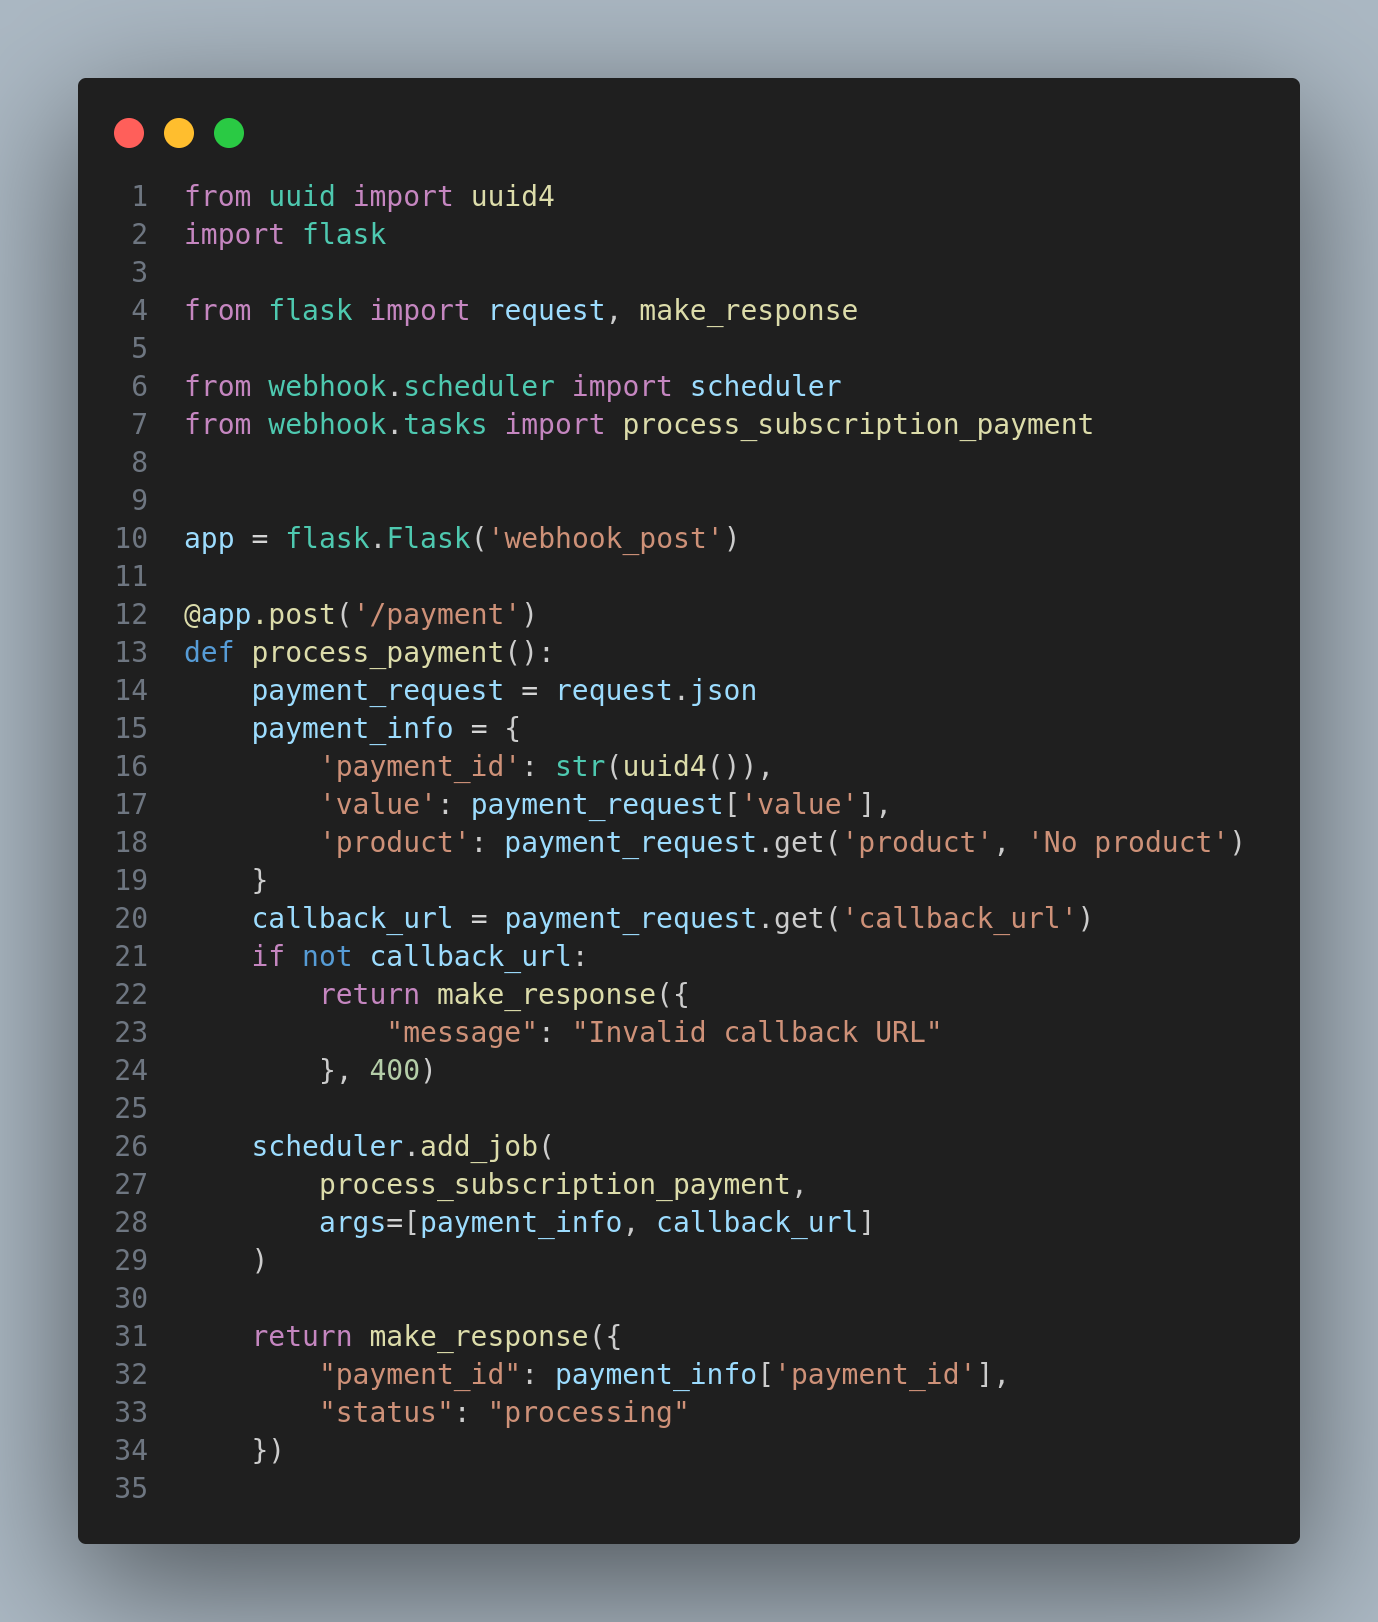 1 from uuid import uuid4
2 import flask
3
4 from flask import request, make_response
5
6 from webhook.scheduler import scheduler
7 from webhook.tasks import process_subscription_payment
8
9
10 app = flask.Flask('webhook_post')
11
12 @app.post('/payment')
13 def process_payment():
14     payment_request = request.json
15     payment_info = {
16         'payment_id': str(uuid4()),
17         'value': payment_request['value'],
18         'product': payment_request.get('product', 'No product')
19     }
20     callback_url = payment_request.get('callback_url')
21     if not callback_url:
22         return make_response({
23             "message": "Invalid callback URL"
24         }, 400)
25
26     scheduler.add_job(
27         process_subscription_payment,
28         args=[payment_info, callback_url]
29     )
30
31     return make_response({
32         "payment_id": payment_info['payment_id'],
33         "status": "processing"
34     })
35